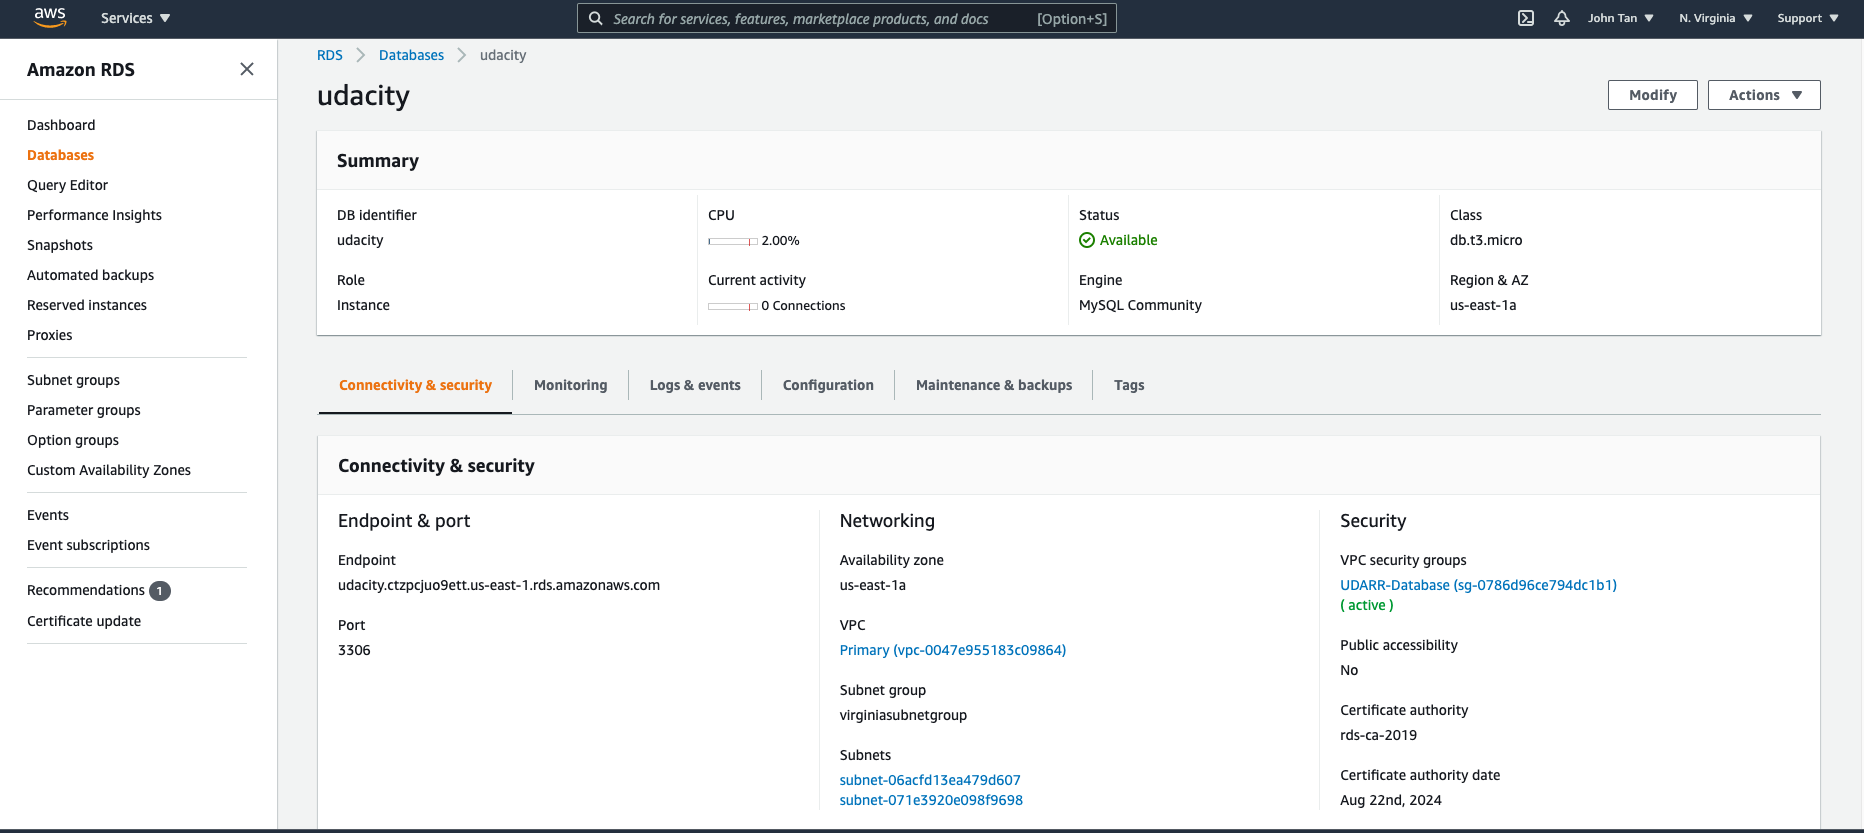 aws
Services
Search for services, features, marketplace products, and docs [Option+S]
John Tan
N. Virginia
Support
Amazon RDS
Dashboard
Databases
Query Editor
Performance Insights
Snapshots
Automated backups
Reserved instances
Proxies
Subnet groups
Parameter groups
Option groups
Custom Availability Zones
Events
Event subscriptions
Recommendations 1
Certificate update
RDS
Databases
udacity
udacity
Modify
Actions
Summary
DB identifier
udacity
CPU
2.00%
Status
Available
Class
db.t3.micro
Role
Instance
Current activity
0 Connections
Engine
MySQL Community
Region & AZ
us-east-1a
Connectivity & security
Monitoring
Logs & events
Configuration
Maintenance & backups
Tags
Connectivity & security
Endpoint & port
Endpoint
udacity.ctzpcjuo9ett.us-east-1.rds.amazonaws.com
Port
3306
Networking
Availability zone
us-east-1a
VPC
Primary (vpc-0047e955183c09864)
Subnet group
virginiasubnetgroup
Subnets
subnet-06acfd13ea479d607
subnet-071e3920e098f9698
Security
VPC security groups
UDARR-Database (sg-0786d96ce794dc1b1)
( active )
Public accessibility
No
Certificate authority
rds-ca-2019
Certificate authority date
Aug 22nd, 2024